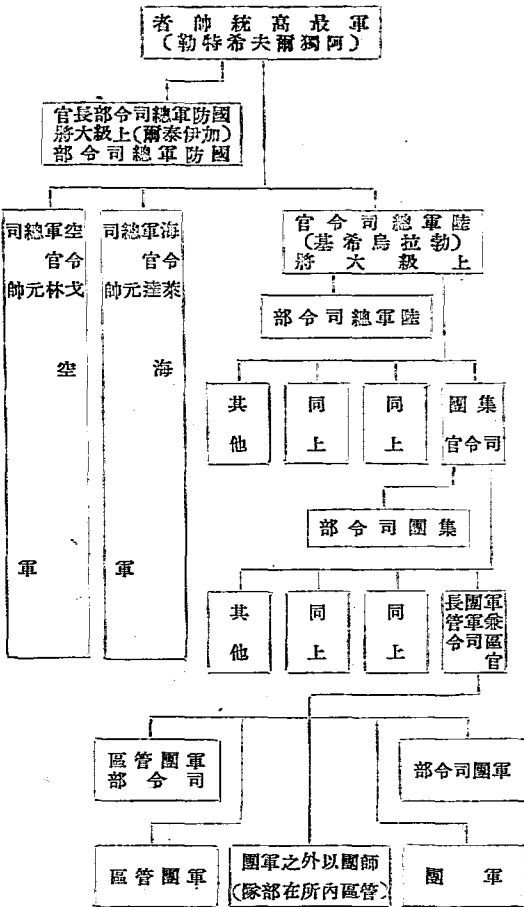 軍最高統帥者
(阿獨爾夫希特勒)
國防軍總司令部長官
(加伊泰爾)上級大將
國防軍總司令部
陸軍總司令官
(勃拉烏希基)
上級大將
海軍總司
令官
萊達元帥
海
軍
空軍總司
令官
戈林元帥
空
軍
陸軍總司令部
集團
司令官
同
上
同
上
其
他
集團司令部
軍團長
兼軍管
區司令
官
同
上
同
上
其
他
軍團司令部
軍團管區
司令部
軍團
師團以外之軍團
(管區內所在部隊)
軍團管區